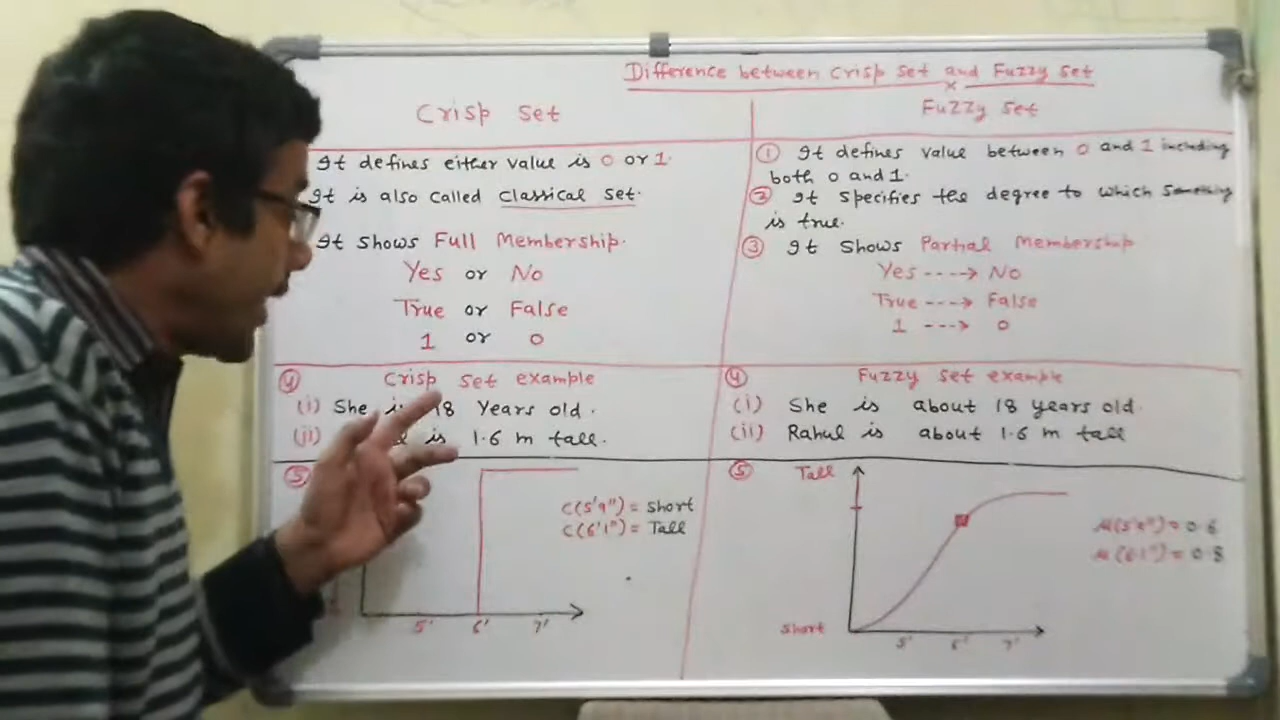 Difference between Crisp Set and Fuzzy Set
Crisp Set
It defines either value is 0 or 1.
It is also called Classical Set.
It shows Full Membership.
Yes or No
True or False
1 or 0
④ Crisp Set example
(i) She 18 Years old.
(ii) is 1.6 m tall.
⑤
C(5'9") = Short
C(6'1") = Tall
5' 6' 7'
Fuzzy Set
① It defines value between 0 and 1 including
both 0 and 1.
② It specifies the degree to which something
is true.
③ It shows Partial Membership
Yes ----> No
True ----> False
1 ----> 0
④ Fuzzy set example
(i) She is about 18 years old.
(ii) Rahul is about 1.6 m tall
⑤ Tall
μ(5'9") = 0.6
μ(6'1") = 0.8
Short
5' 6' 7'